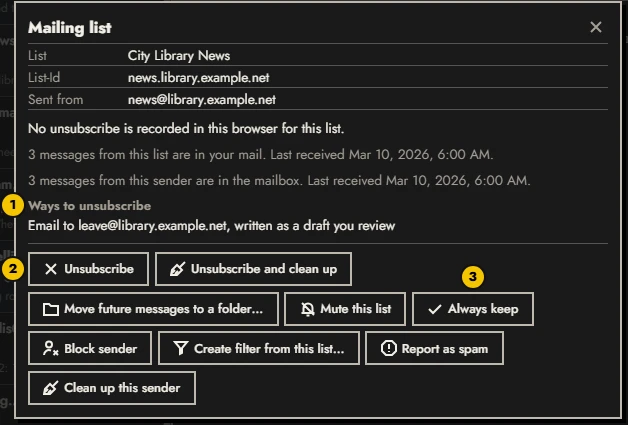 Mailing list
List City Library News
List-Id news.library.example.net
Sent from news@library.example.net
No unsubscribe is recorded in this browser for this list.
3 messages from this list are in your mail. Last received Mar 10, 2026, 6:00 AM.
3 messages from this sender are in the mailbox. Last received Mar 10, 2026, 6:00 AM.
1 Ways to unsubscribe
Email to leave@library.example.net, written as a draft you review
2 Unsubscribe Unsubscribe and clean up
3
Move future messages to a folder... Mute this list Always keep
Block sender Create filter from this list... Report as spam
Clean up this sender